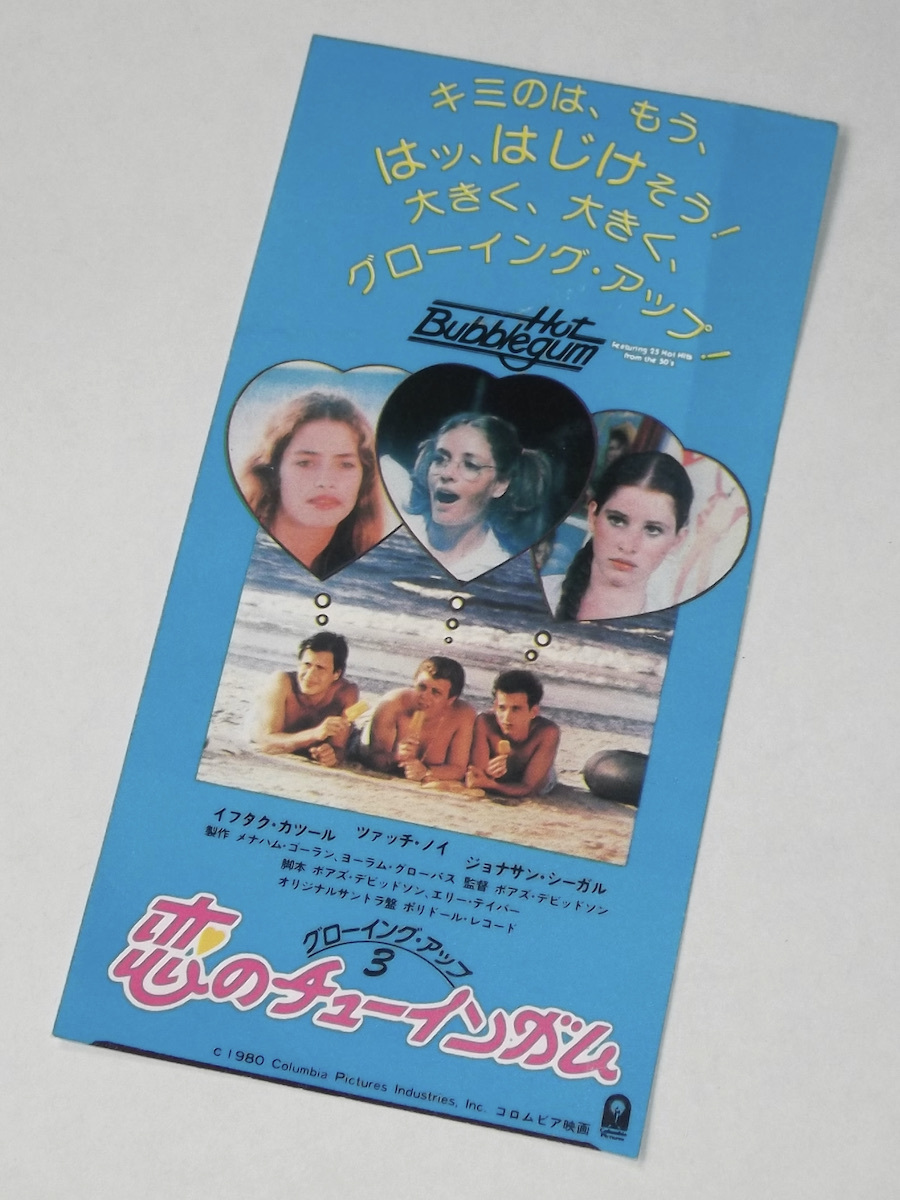 キミのは、もう、
はッ、はじけそう!
大きく、大きく、
グローイング・アップ!
Hot
Bubblegum
Featuring 23 Hot Hits
from the 50's
イフタク・カツール ツァッチ・ノイ ジョナサン・シーガル
製作 メナハム・ゴーラン、ヨーラム・グローバス 監督 ボアズ・デビッドソン
脚本 ボアズ・デビッドソン、エリー・テイバー
オリジナルサントラ盤 ポリドール・レコード
グローイング・アップ
3
恋のチューインガム
c 1980 Columbia Pictures Industries, Inc. コロムビア映画
Columbia
Pictures